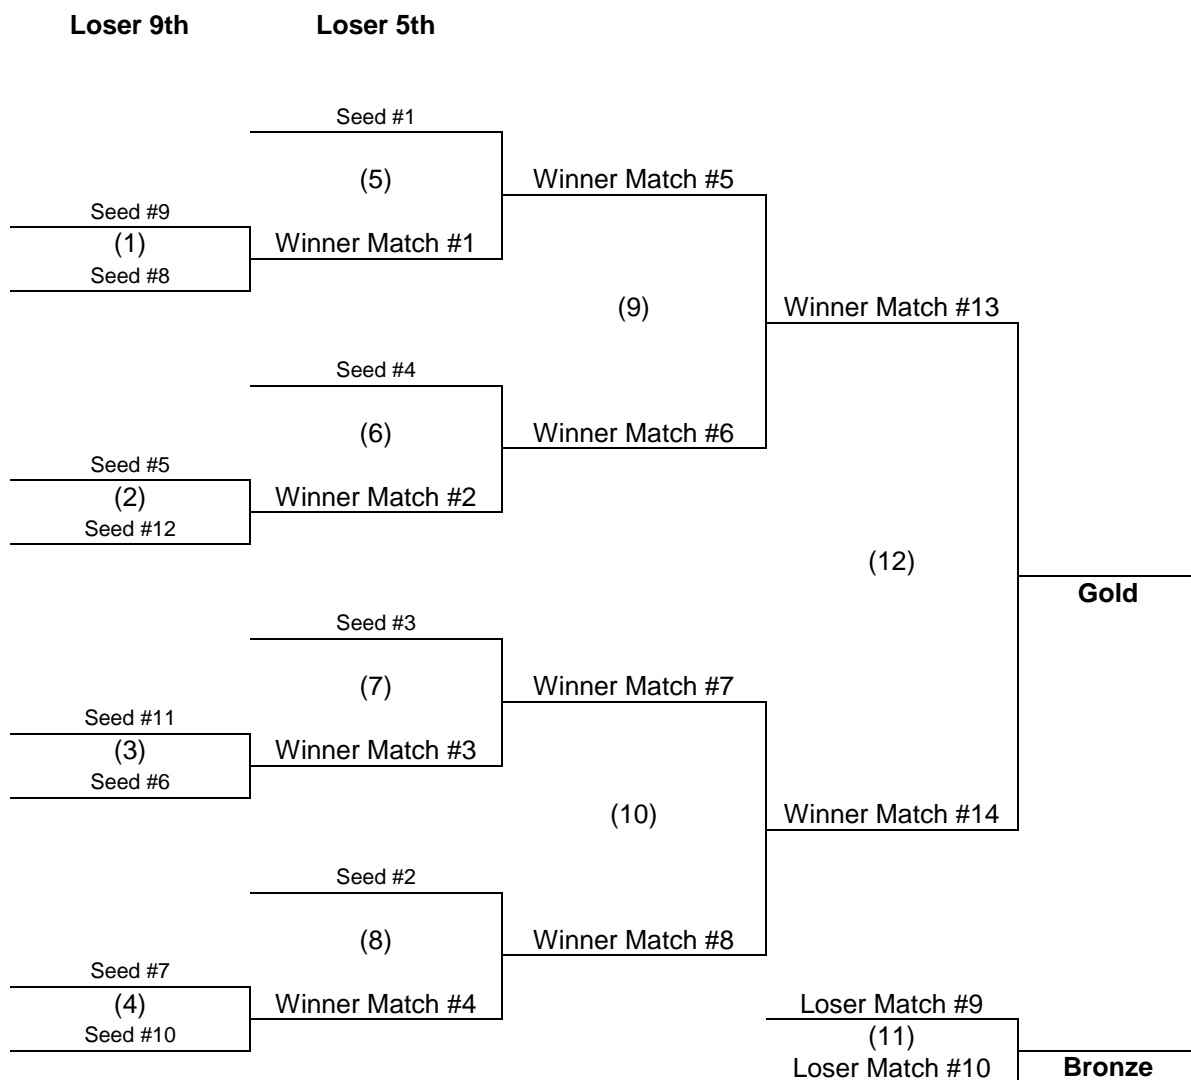 Loser 9th Loser 5th
Seed #1
(5) Winner Match #5
Seed #9
(1) Winner Match #1
Seed #8
(9) Winner Match #13
Seed #4
(6) Winner Match #6
Seed #5
(2) Winner Match #2
Seed #12
(12)
Gold
Seed #3
(7) Winner Match #7
Seed #11
(3) Winner Match #3
Seed #6
(10) Winner Match #14
Seed #2
(8) Winner Match #8
Seed #7
(4) Winner Match #4 Loser Match #9
Seed #10 (11)
Loser Match #10 Bronze